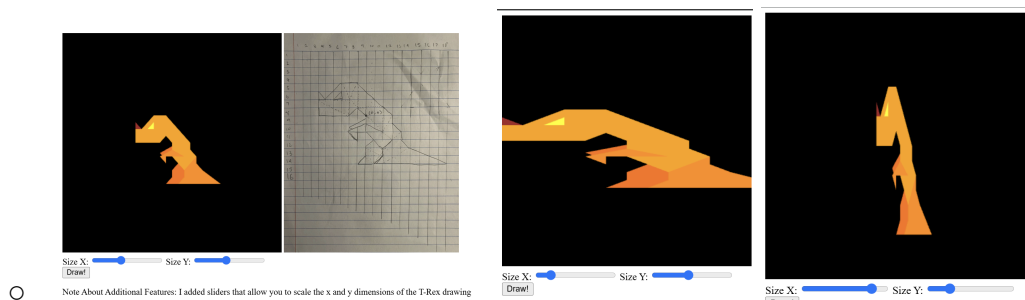 Size X: Size Y:
Draw!
Note About Additional Features: I added sliders that allow you to scale the x and y dimensions of the T-Rex drawing
Size X: Size Y:
Draw!
Size X: Size Y: